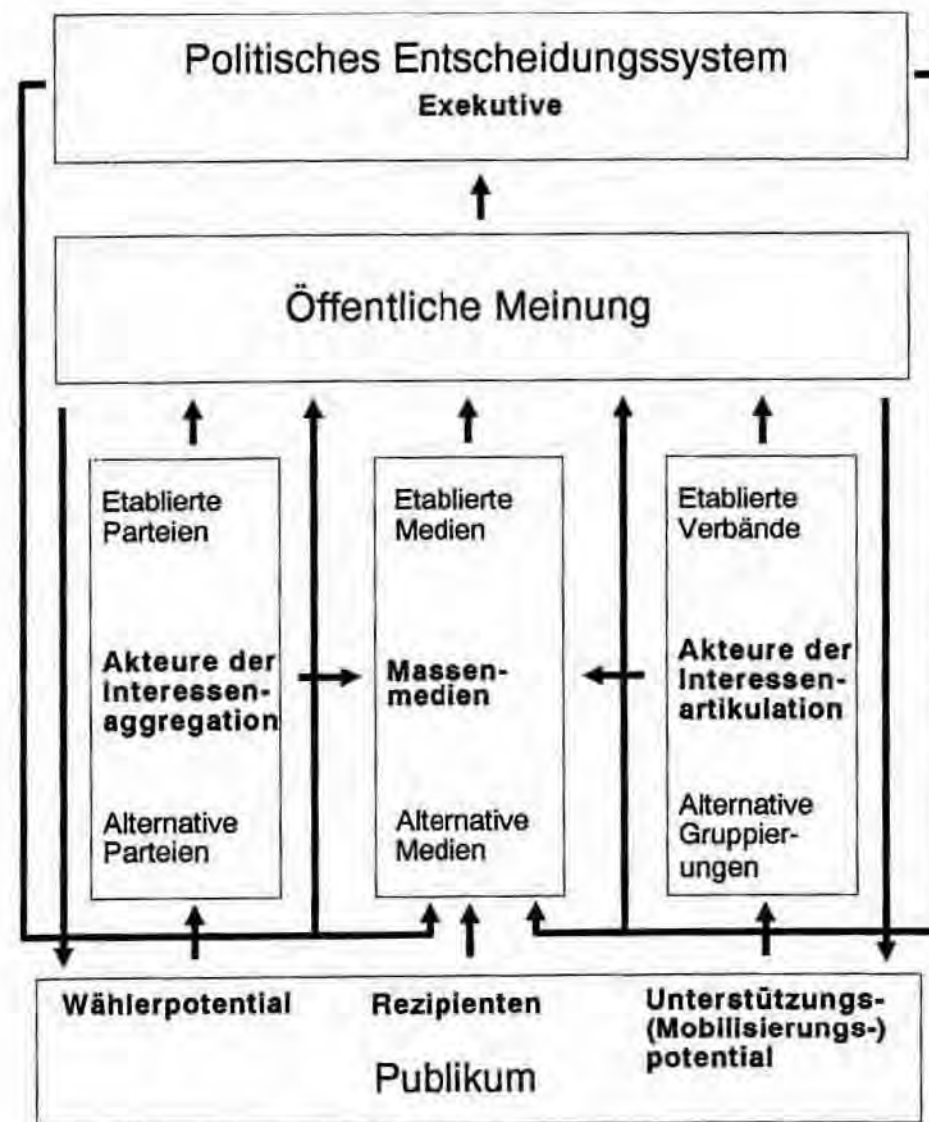 Politisches Entscheidungssystem
Exekutive
Öffentliche Meinung
Etablierte
Parteien
Akteure der
Interessen-
aggregation
Alternative
Parteien
Etablierte
Medien
Massen-
medien
Alternative
Medien
Etablierte
Verbände
Akteure der
Interessen-
artikulation
Alternative
Gruppier-
ungen
Wählerpotential
Rezipienten
Unterstützungs-
(Mobilisierungs-)
potential
Publikum